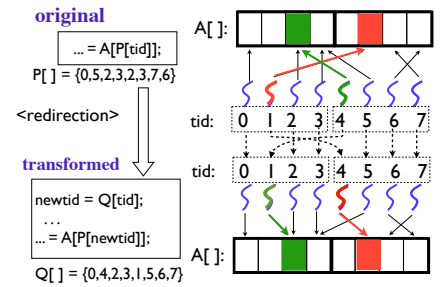 original
... = A[P[tid]];
P[ ] = {0,5,2,3,2,3,7,6}
<redirection>
transformed
newtid = Q[tid];
...
... = A[P[newtid]];
Q[ ] = {0,4,2,3,1,5,6,7}
A[ ]:
tid: 0 1 2 3 4 5 6 7
tid: 0 1 2 3 4 5 6 7
A[ ]: